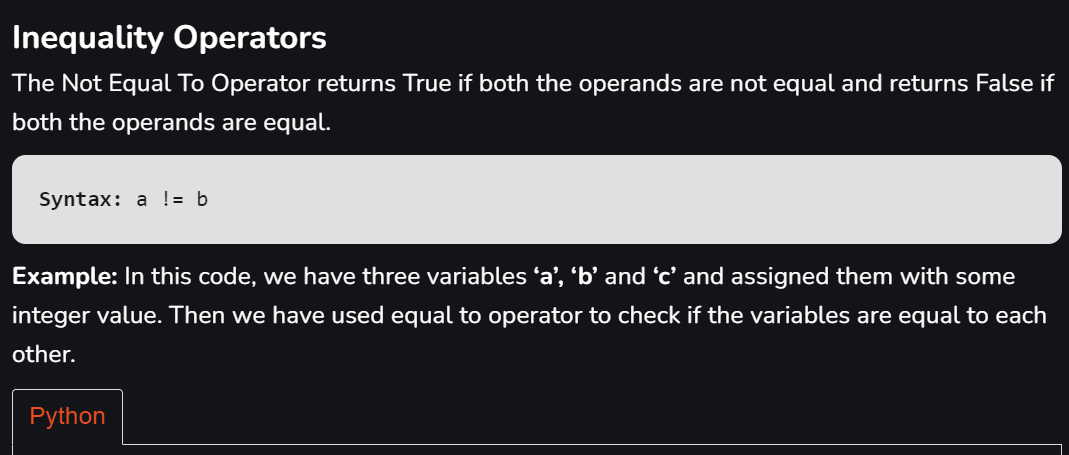 Inequality Operators
The Not Equal To Operator returns True if both the operands are not equal and returns False if
both the operands are equal.
Syntax: a != b
Example: In this code, we have three variables ‘a’, ‘b’ and ‘c’ and assigned them with some
integer value. Then we have used equal to operator to check if the variables are equal to each
other.
Python